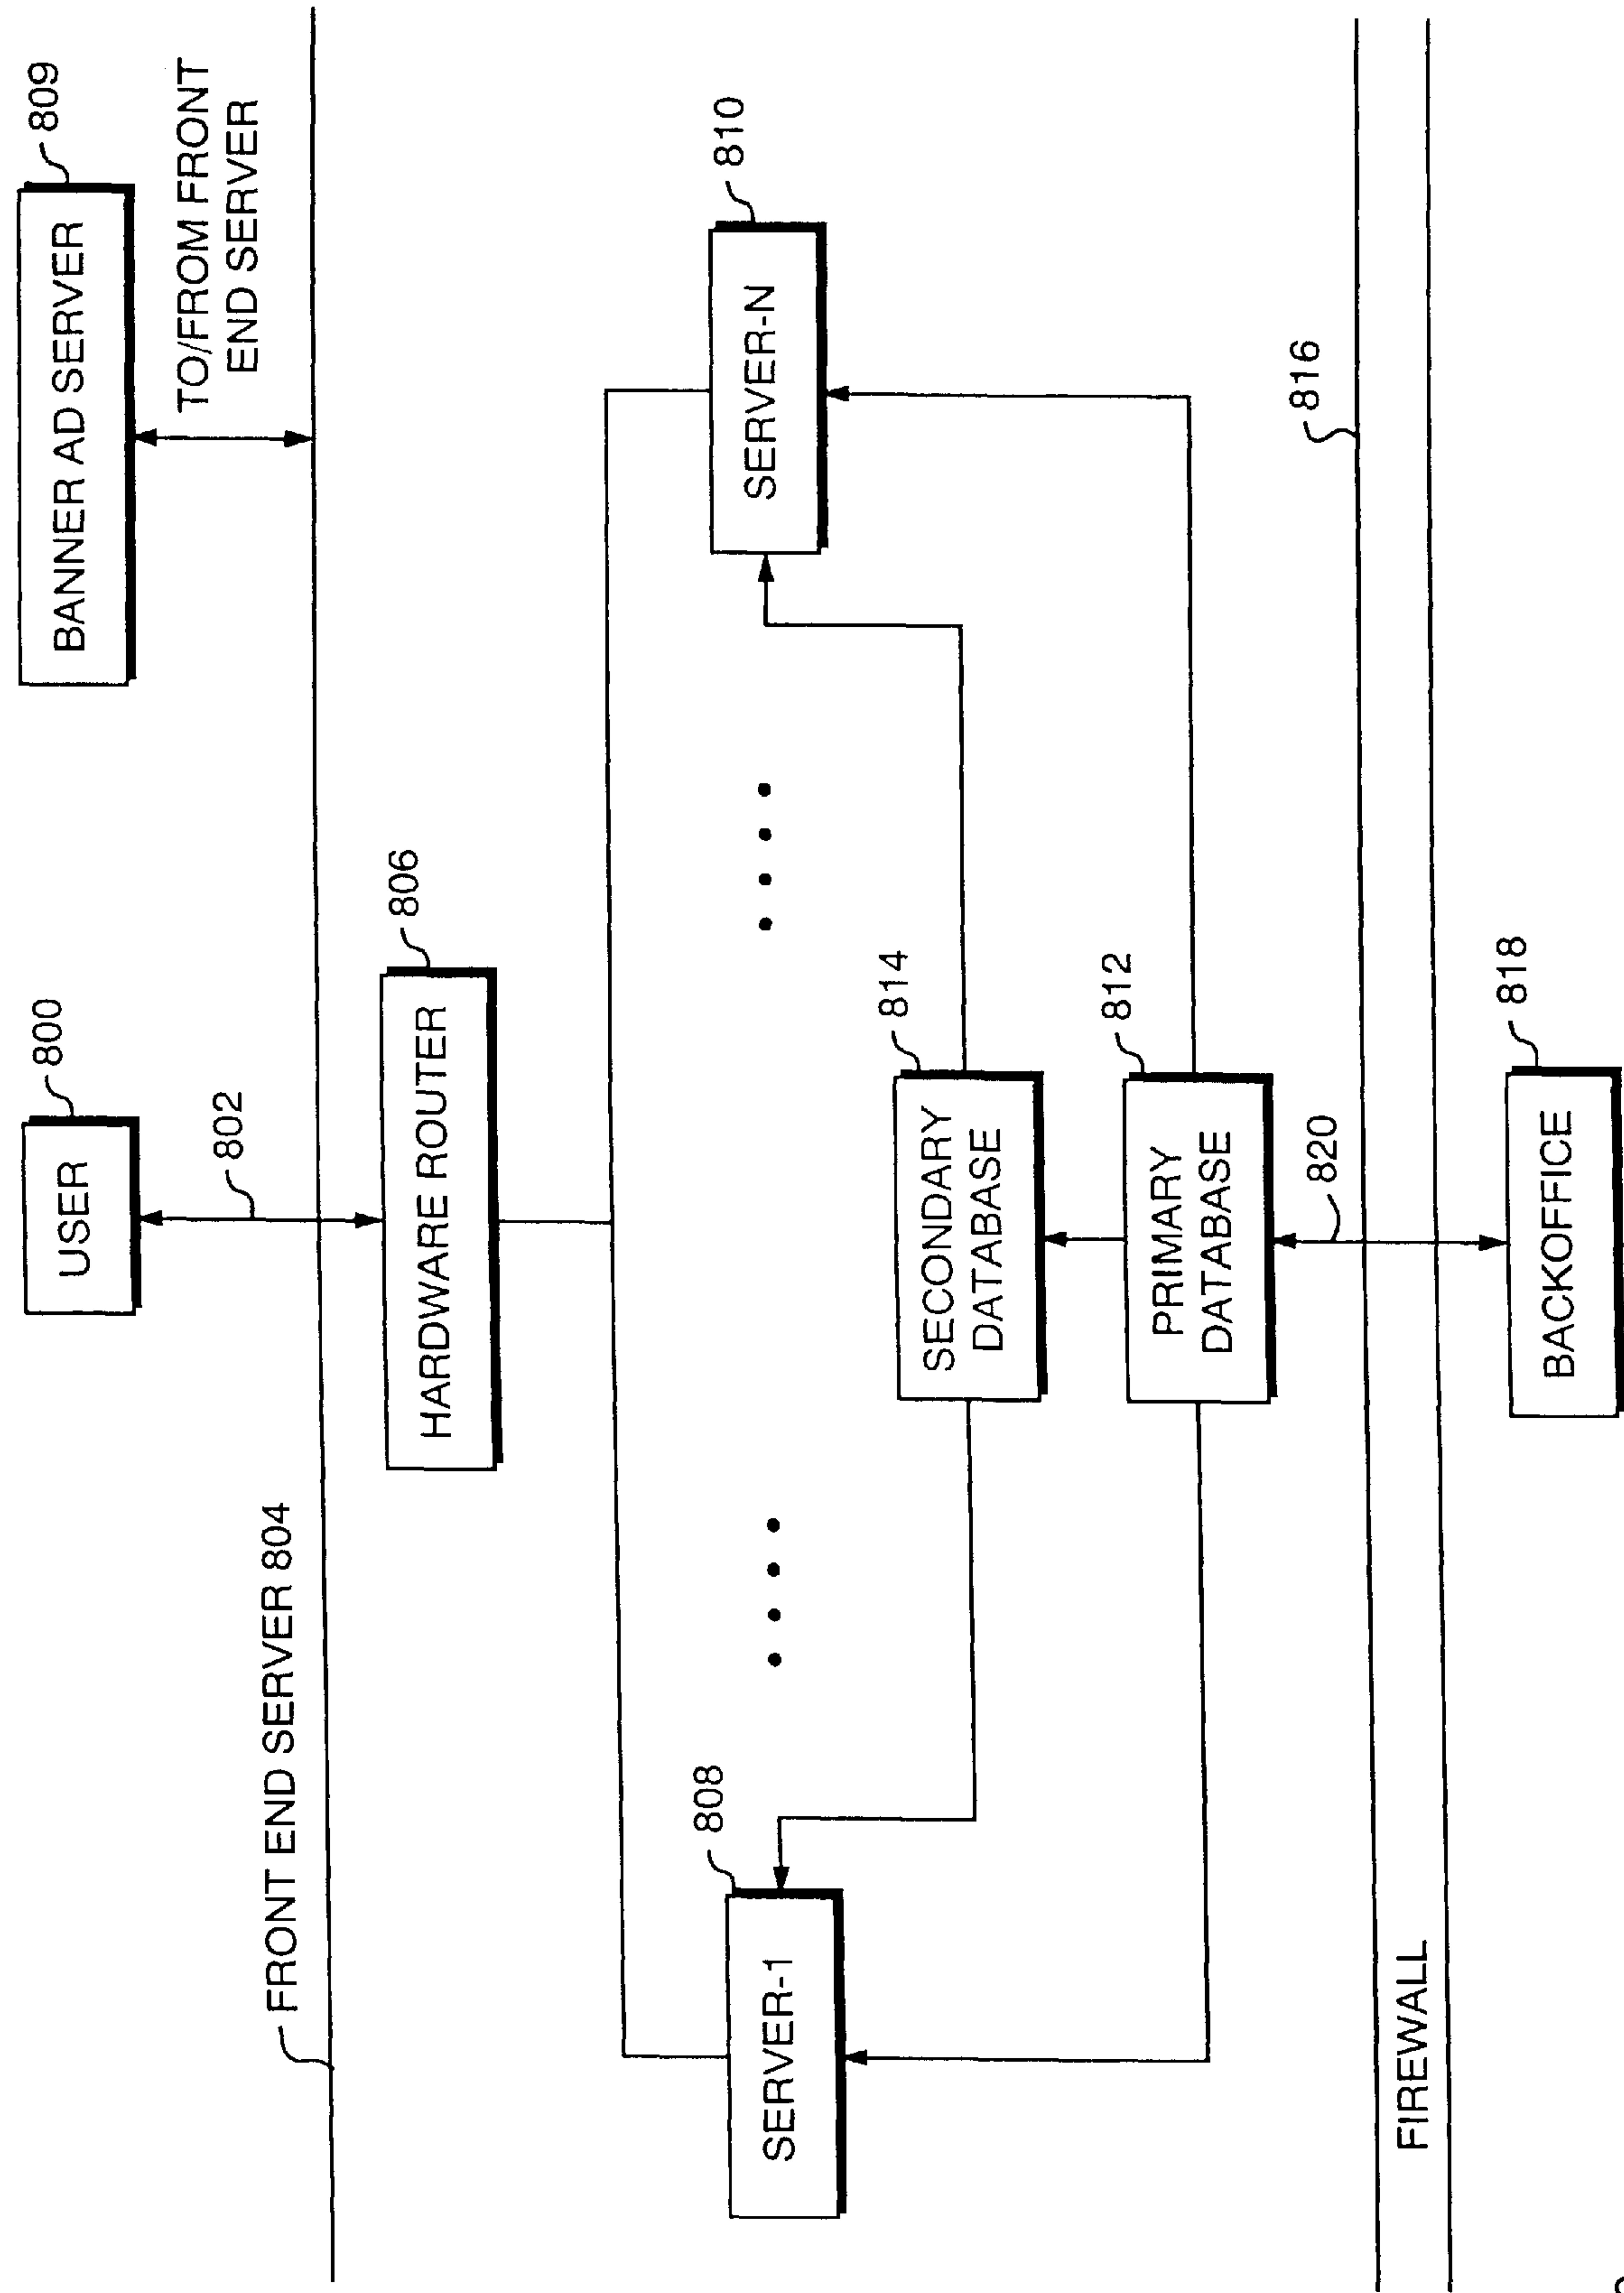 USER
800
BANNER AD SERVER
809
802
TO/FROM FRONT
END SERVER
FRONT END SERVER 804
HARDWARE ROUTER
806
SERVER-1
808
SERVER-N
810
SECONDARY
DATABASE
814
PRIMARY
DATABASE
812
820
816
FIREWALL
BACKOFFICE
818